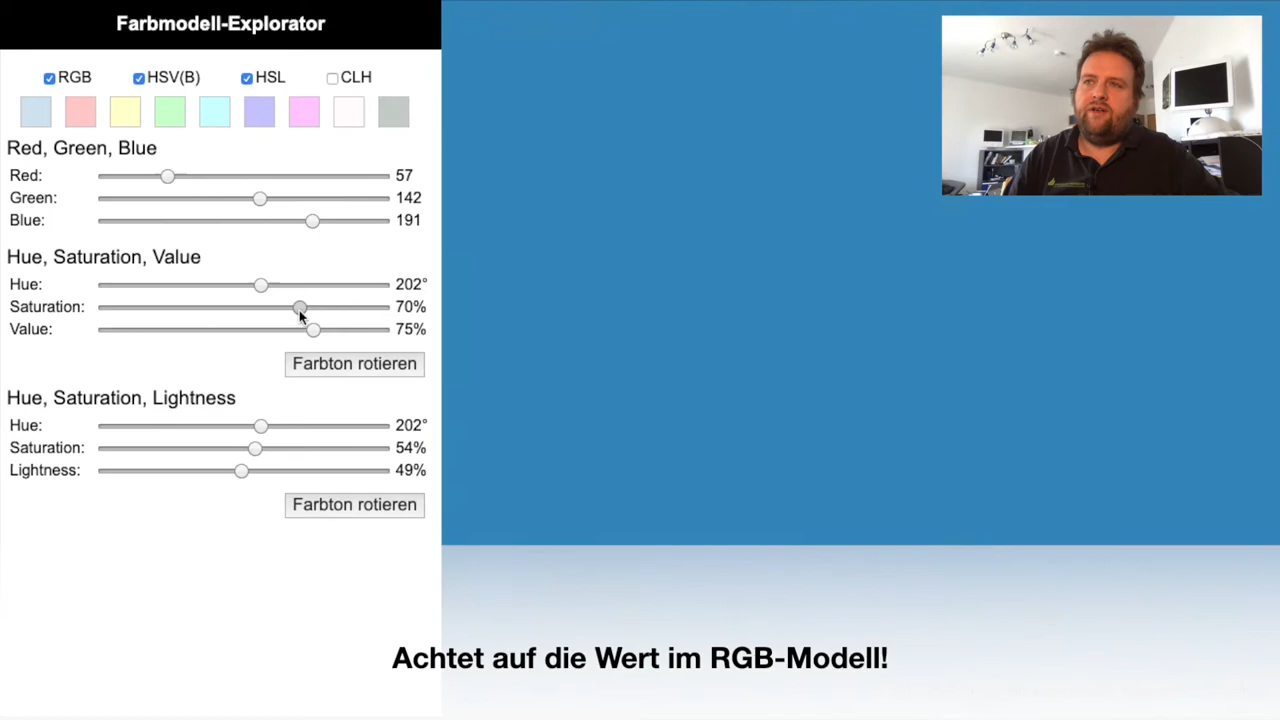 Farbmodell-Explorator
RGB HSV(B) HSL CLH
Red, Green, Blue
Red: 57
Green: 142
Blue: 191
Hue, Saturation, Value
Hue: 202°
Saturation: 70%
Value: 75%
Farbton rotieren
Hue, Saturation, Lightness
Hue: 202°
Saturation: 54%
Lightness: 49%
Farbton rotieren
Achtet auf die Wert im RGB-Modell!